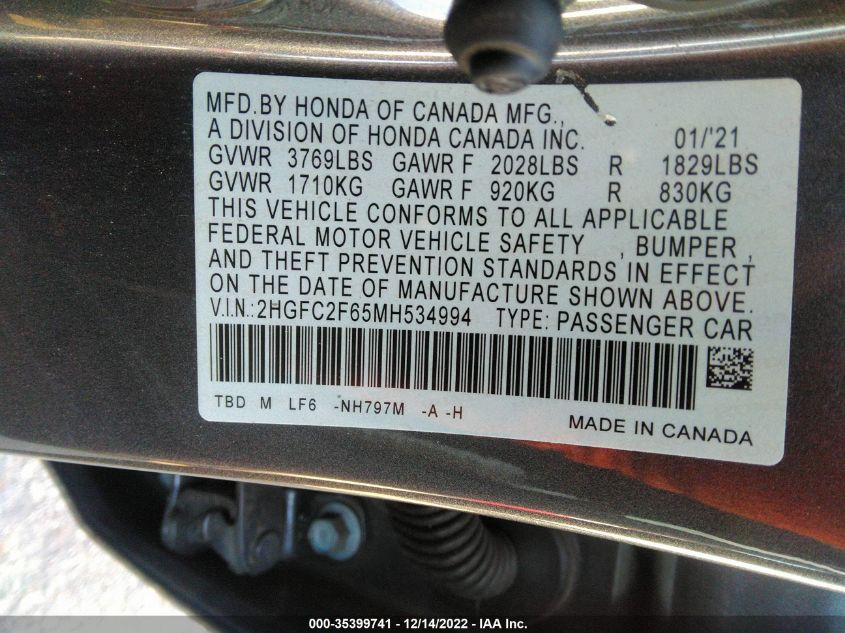 MFD.BY HONDA OF CANADA MFG.,
A DIVISION OF HONDA CANADA INC. 01/'21
GVWR 3769LBS GAWR F 2028LBS R 1829LBS
GVWR 1710KG GAWR F 920KG R 830KG
THIS VEHICLE CONFORMS TO ALL APPLICABLE
FEDERAL MOTOR VEHICLE SAFETY , BUMPER ,
AND THEFT PREVENTION STANDARDS IN EFFECT
ON THE DATE OF MANUFACTURE SHOWN ABOVE.
V.I.N.:2HGFC2F65MH534994 TYPE: PASSENGER CAR
TBD M LF6 -NH797M -A -H
MADE IN CANADA
000-35399741 - 12/14/2022 - IAA Inc.